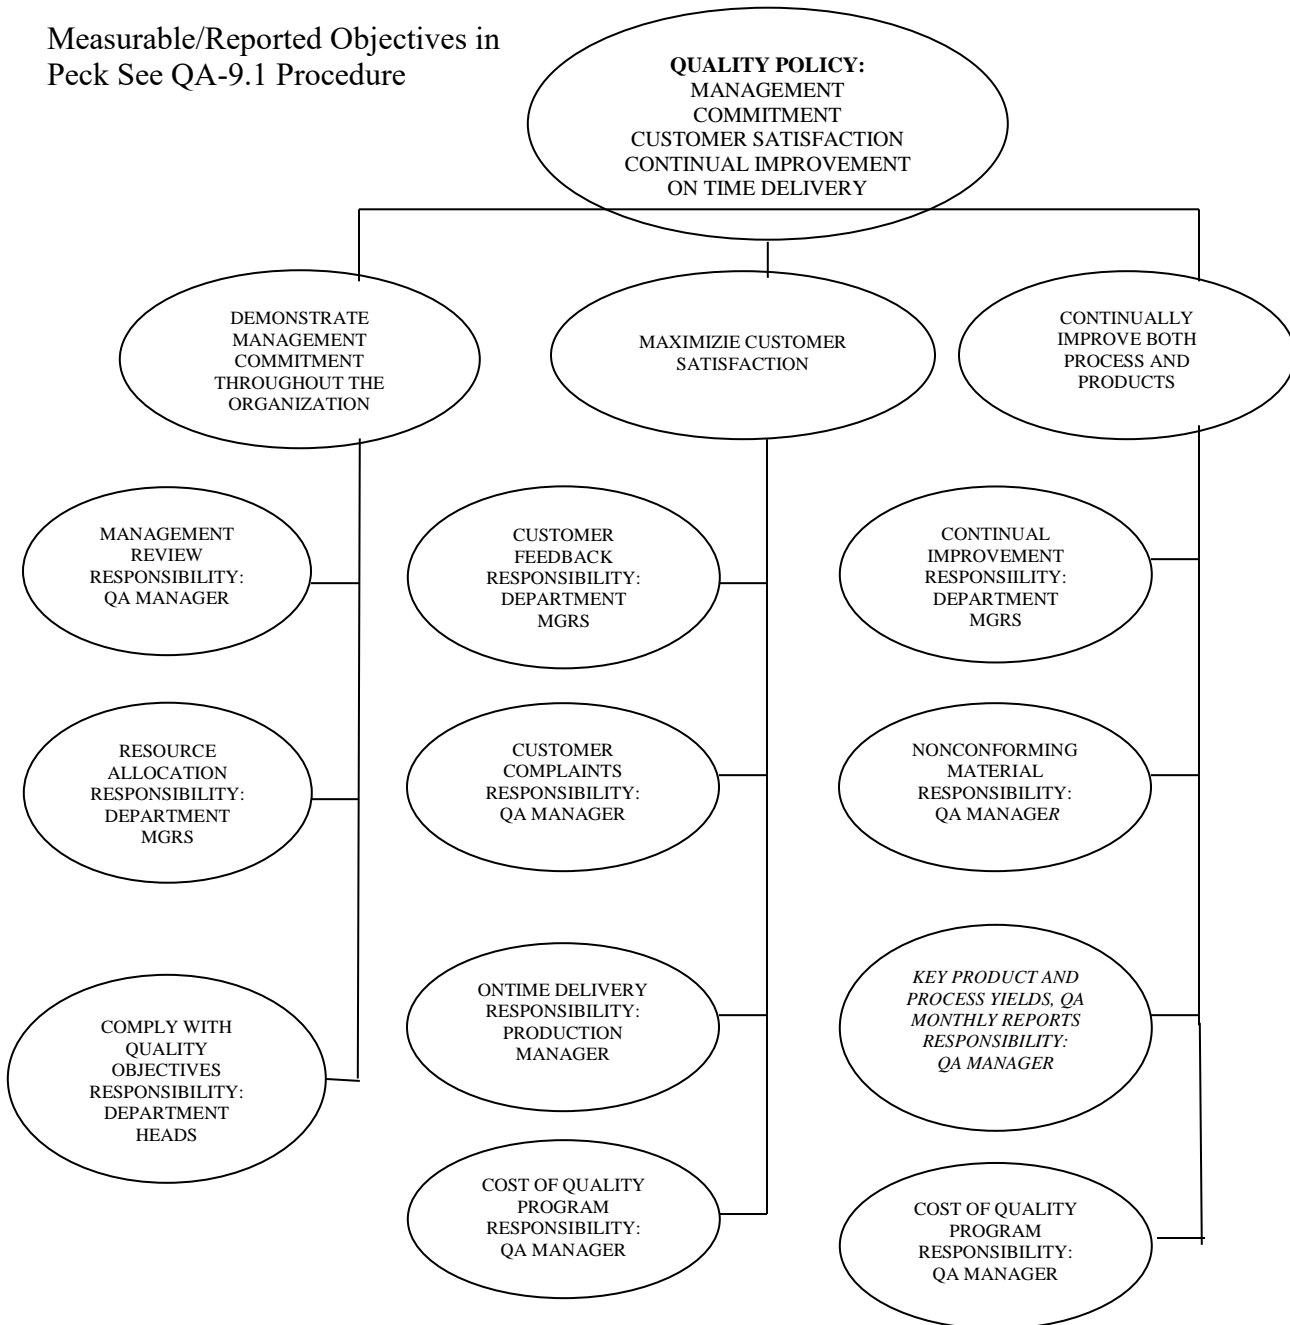 Measurable/Reported Objectives in
Peck See QA-9.1 Procedure
QUALITY POLICY:
MANAGEMENT
COMMITMENT
CUSTOMER SATISFACTION
CONTINUAL IMPROVEMENT
ON TIME DELIVERY
DEMONSTRATE
MANAGEMENT
COMMITMENT
THROUGHOUT THE
ORGANIZATION
MAXIMIZIE CUSTOMER
SATISFACTION
CONTINUALLY
IMPROVE BOTH
PROCESS AND
PRODUCTS
MANAGEMENT
REVIEW
RESPONSIBILITY:
QA MANAGER
CUSTOMER
FEEDBACK
RESPONSIBILITY:
DEPARTMENT
MGRS
CONTINUAL
IMPROVEMENT
RESPONSIILITY:
DEPARTMENT
MGRS
RESOURCE
ALLOCATION
RESPONSIBILITY:
DEPARTMENT
MGRS
CUSTOMER
COMPLAINTS
RESPONSIBILITY:
QA MANAGER
NONCONFORMING
MATERIAL
RESPONSIBILITY:
QA MANAGER
COMPLY WITH
QUALITY
OBJECTIVES
RESPONSIBILITY:
DEPARTMENT
HEADS
ONTIME DELIVERY
RESPONSIBILITY:
PRODUCTION
MANAGER
KEY PRODUCT AND
PROCESS YIELDS, QA
MONTHLY REPORTS
RESPONSIBILITY:
QA MANAGER
COST OF QUALITY
PROGRAM
RESPONSIBILITY:
QA MANAGER
COST OF QUALITY
PROGRAM
RESPONSIBILITY:
QA MANAGER